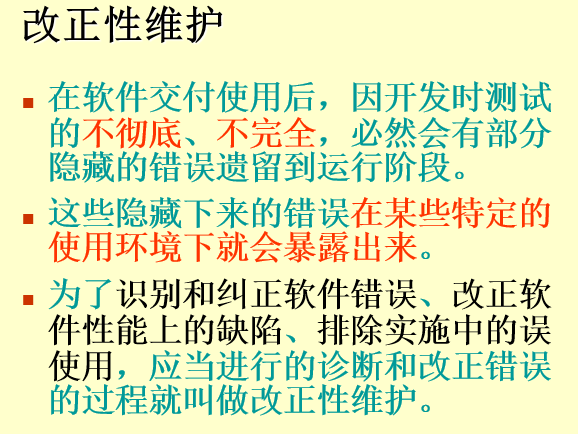 改正性维护
在软件交付使用后，因开发时测试
的不彻底、不完全，必然会有部分
隐藏的错误遗留到运行阶段。
这些隐藏下来的错误在某些特定的
使用环境下就会暴露出来。
为了识别和纠正软件错误、改正软
件性能上的缺陷、排除实施中的误
使用，应当进行的诊断和改正错误
的过程就叫做改正性维护。